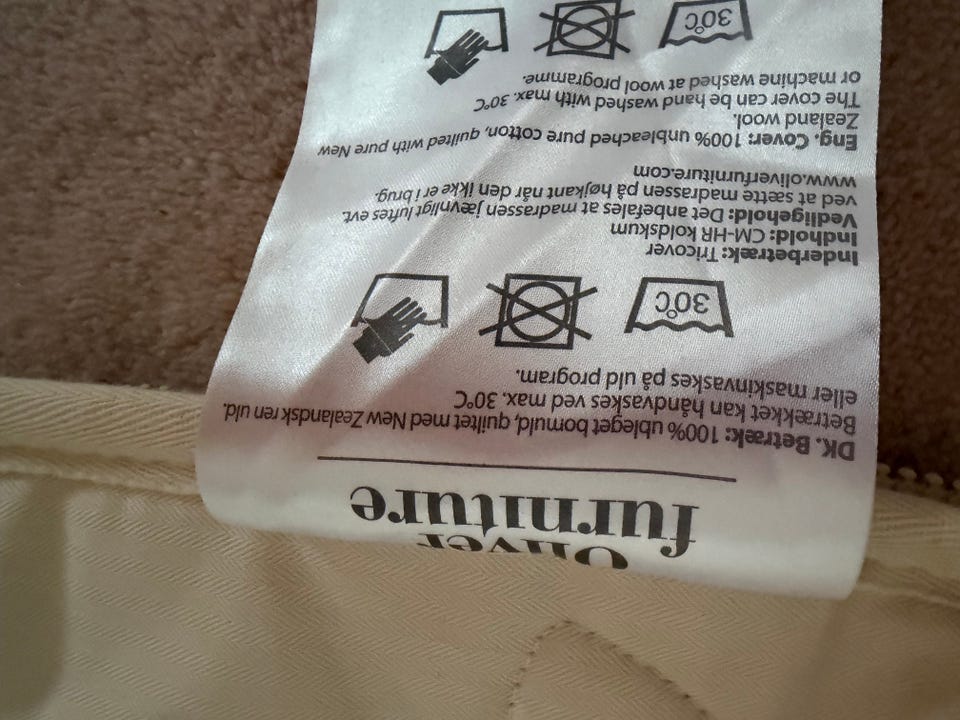 Oliver
furniture
DK. Betræk: 100% ubleget bomuld, quiltet med New Zealandsk ren uld.
Betrækket kan håndvaskes ved max. 30°C
eller maskinvaskes på uld program.
30°C
Inderbetræk: Tricover
Indhold: CM-HR koldskum
Vedligehold: Det anbefales at madrassen jævnligt luftes evt.
ved at sætte madrassen på højkant når den ikke er i brug.
www.oliverfurniture.com
Eng. Cover: 100% unbleached pure cotton, quilted with pure New
Zealand wool.
The cover can be hand washed with max. 30°C
or machine washed at wool programme.
30°C